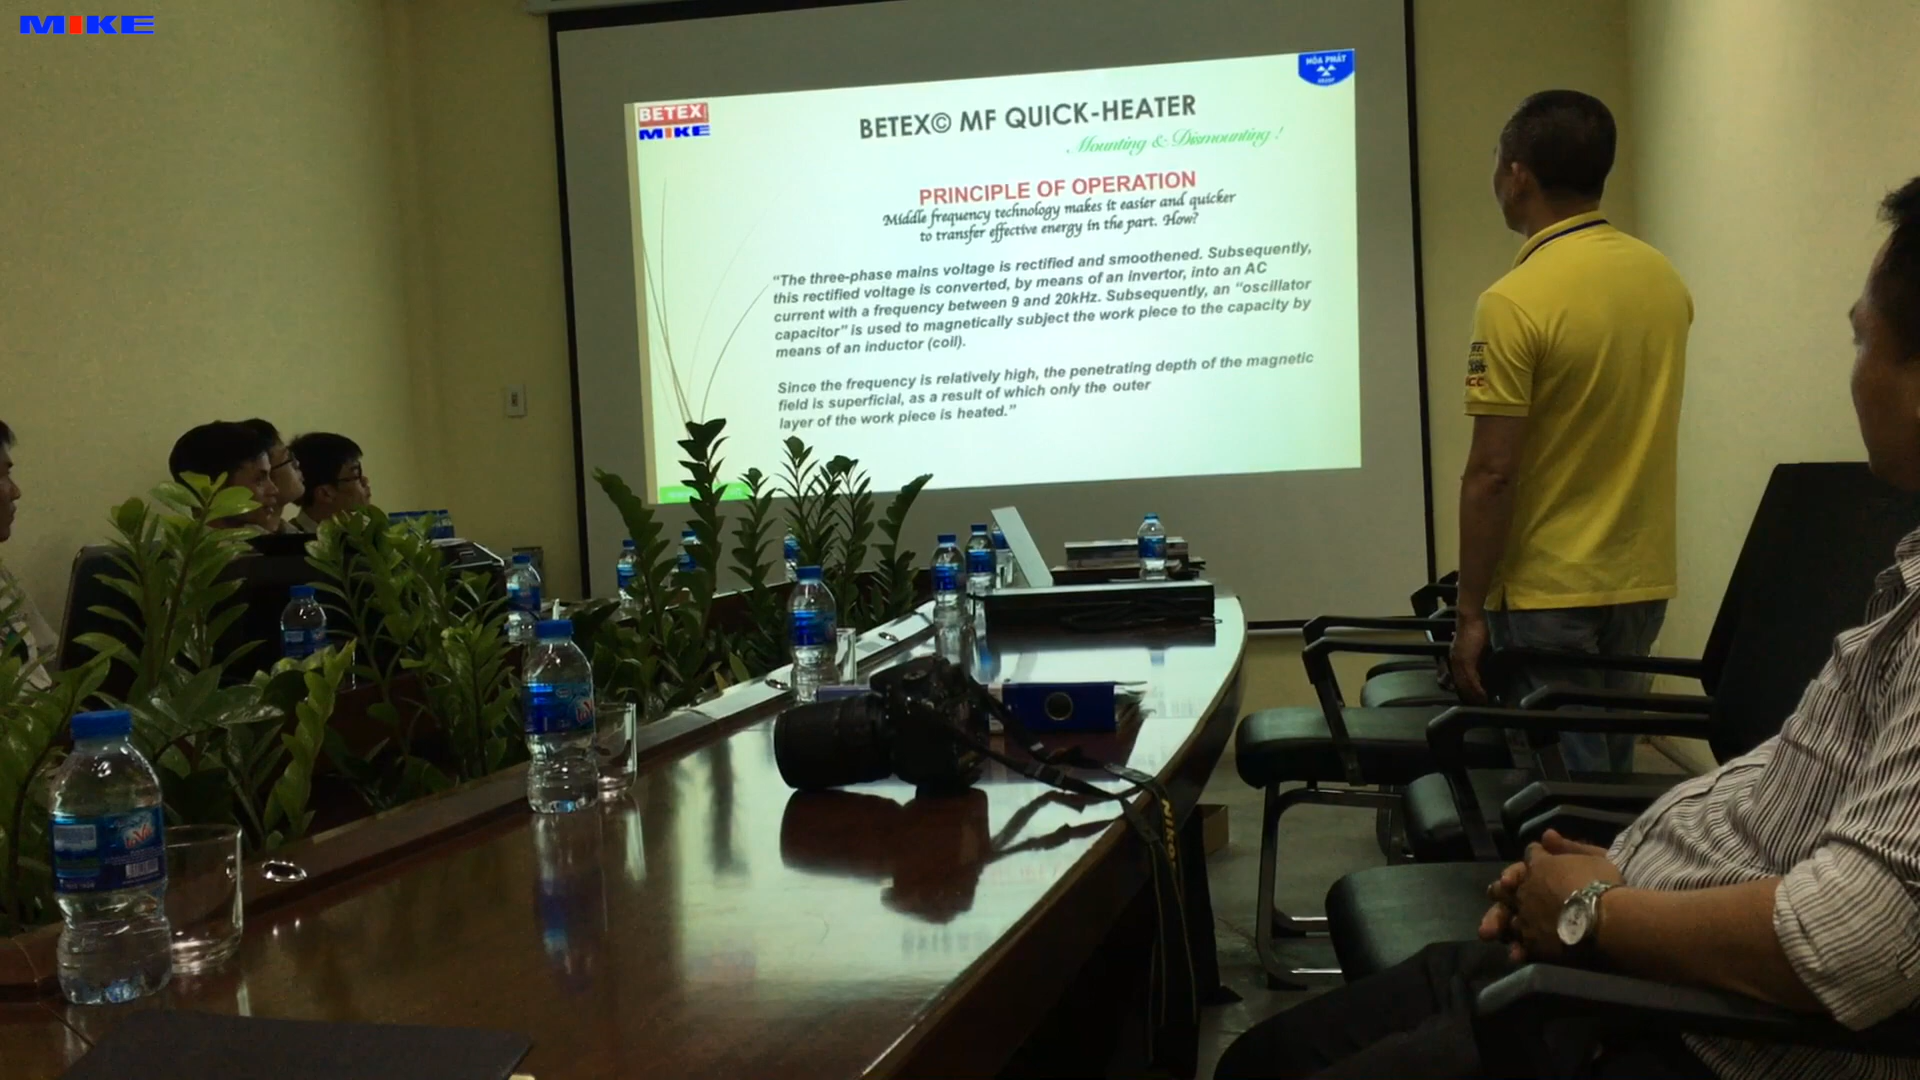 MIKE
HÒA PHÁT
GROUP
BETEX
MIKE
BETEX© MF QUICK-HEATER
Mounting & Dismounting !
PRINCIPLE OF OPERATION
Middle frequency technology makes it easier and quicker
to transfer effective energy in the part. How?
“The three-phase mains voltage is rectified and smoothened. Subsequently,
this rectified voltage is converted, by means of an invertor, into an AC
current with a frequency between 9 and 20kHz. Subsequently, an “oscillator
capacitor” is used to magnetically subject the work piece to the capacity by
means of an inductor (coil).
Since the frequency is relatively high, the penetrating depth of the magnetic
field is superficial, as a result of which only the outer
layer of the work piece is heated.”
LaVie